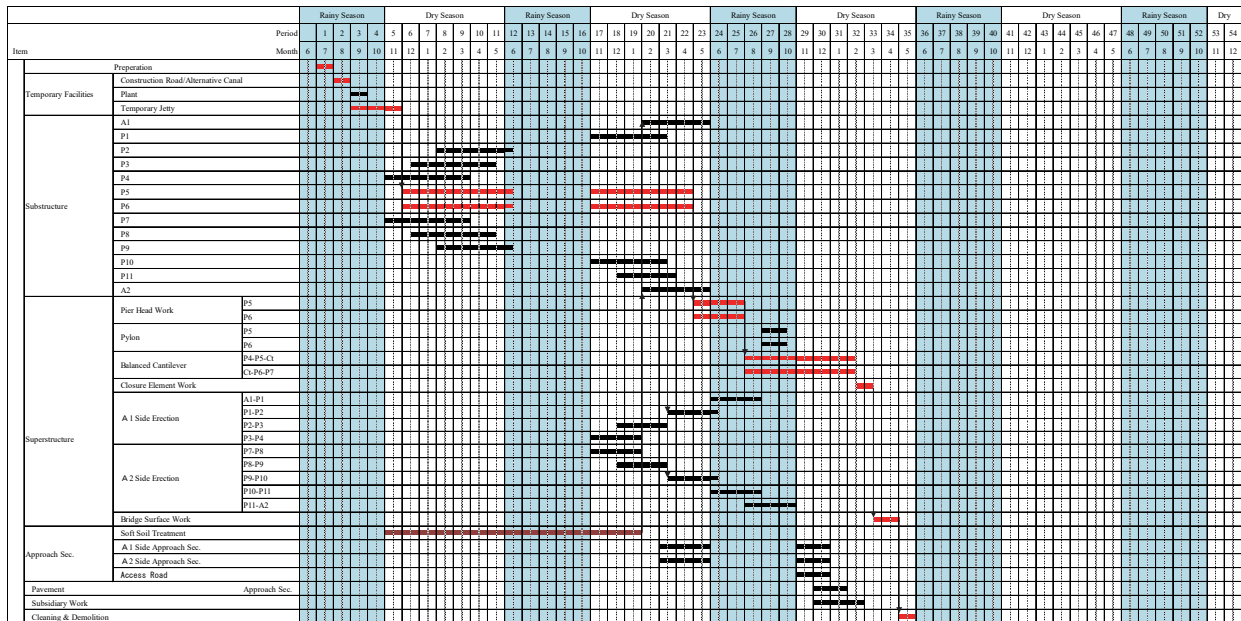 Rainy Season Dry Season Rainy Season Dry Season Rainy Season Dry Season Rainy Season Dry Season Rainy Season Dry
Period 1 2 3 4 5 6 7 8 9 10 11 12 13 14 15 16 17 18 19 20 21 22 23 24 25 26 27 28 29 30 31 32 33 34 35 36 37 38 39 40 41 42 43 44 45 46 47 48 49 50 51 52 53 54
Item Month 6 7 8 9 10 11 12 1 2 3 4 5 6 7 8 9 10 11 12 1 2 3 4 5 6 7 8 9 10 11 12 1 2 3 4 5 6 7 8 9 10 11 12 1 2 3 4 5 6 7 8 9 10 11 12
Preperation
Temporary Facilities
Construction Road/Alternative Canal
Plant
Temporary Jetty
Substructure
A1
P1
P2
P3
P4
P5
P6
P7
P8
P9
P10
P11
A2
Superstructure
Pier Head Work
P5
P6
Pylon
P5
P6
Balanced Cantilever
P4-P5-Ct
Ct-P6-P7
Closure Element Work
A1 Side Erection
A1-P1
P1-P2
P2-P3
P3-P4
A2 Side Erection
P7-P8
P8-P9
P9-P10
P10-P11
P11-A2
Bridge Surface Work
Approach Sec.
Soft Soil Treatment
A1 Side Approach Sec.
A2 Side Approach Sec.
Access Road
Pavement Approach Sec.
Subsidiary Work
Cleaning & Demolition